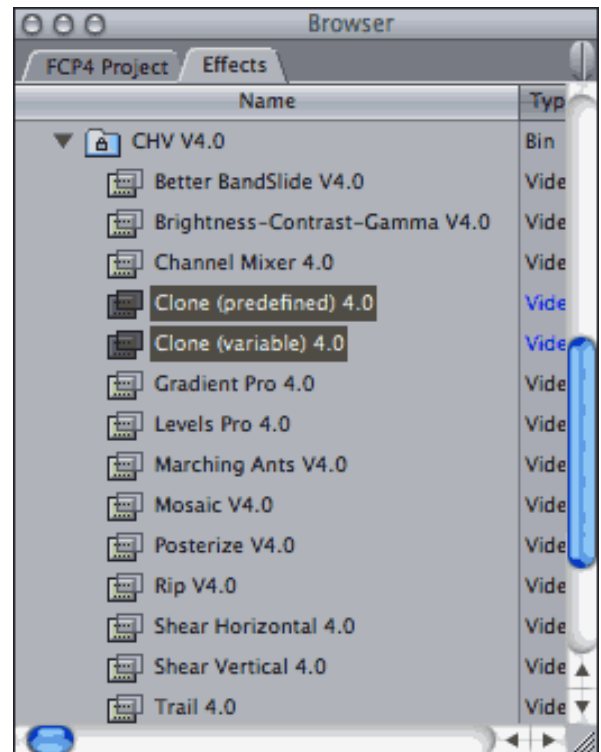 Browser
FCP4 Project Effects
Name Typ
CHV V4.0 Bin
Better BandSlide V4.0 Vide
Brightness-Contrast-Gamma V4.0 Vide
Channel Mixer 4.0 Vide
Clone (predefined) 4.0 Vide
Clone (variable) 4.0 Vide
Gradient Pro 4.0 Vide
Levels Pro 4.0 Vide
Marching Ants V4.0 Vide
Mosaic V4.0 Vide
Posterize V4.0 Vide
Rip V4.0 Vide
Shear Horizontal 4.0 Vide
Shear Vertical 4.0 Vide
Trail 4.0 Vide